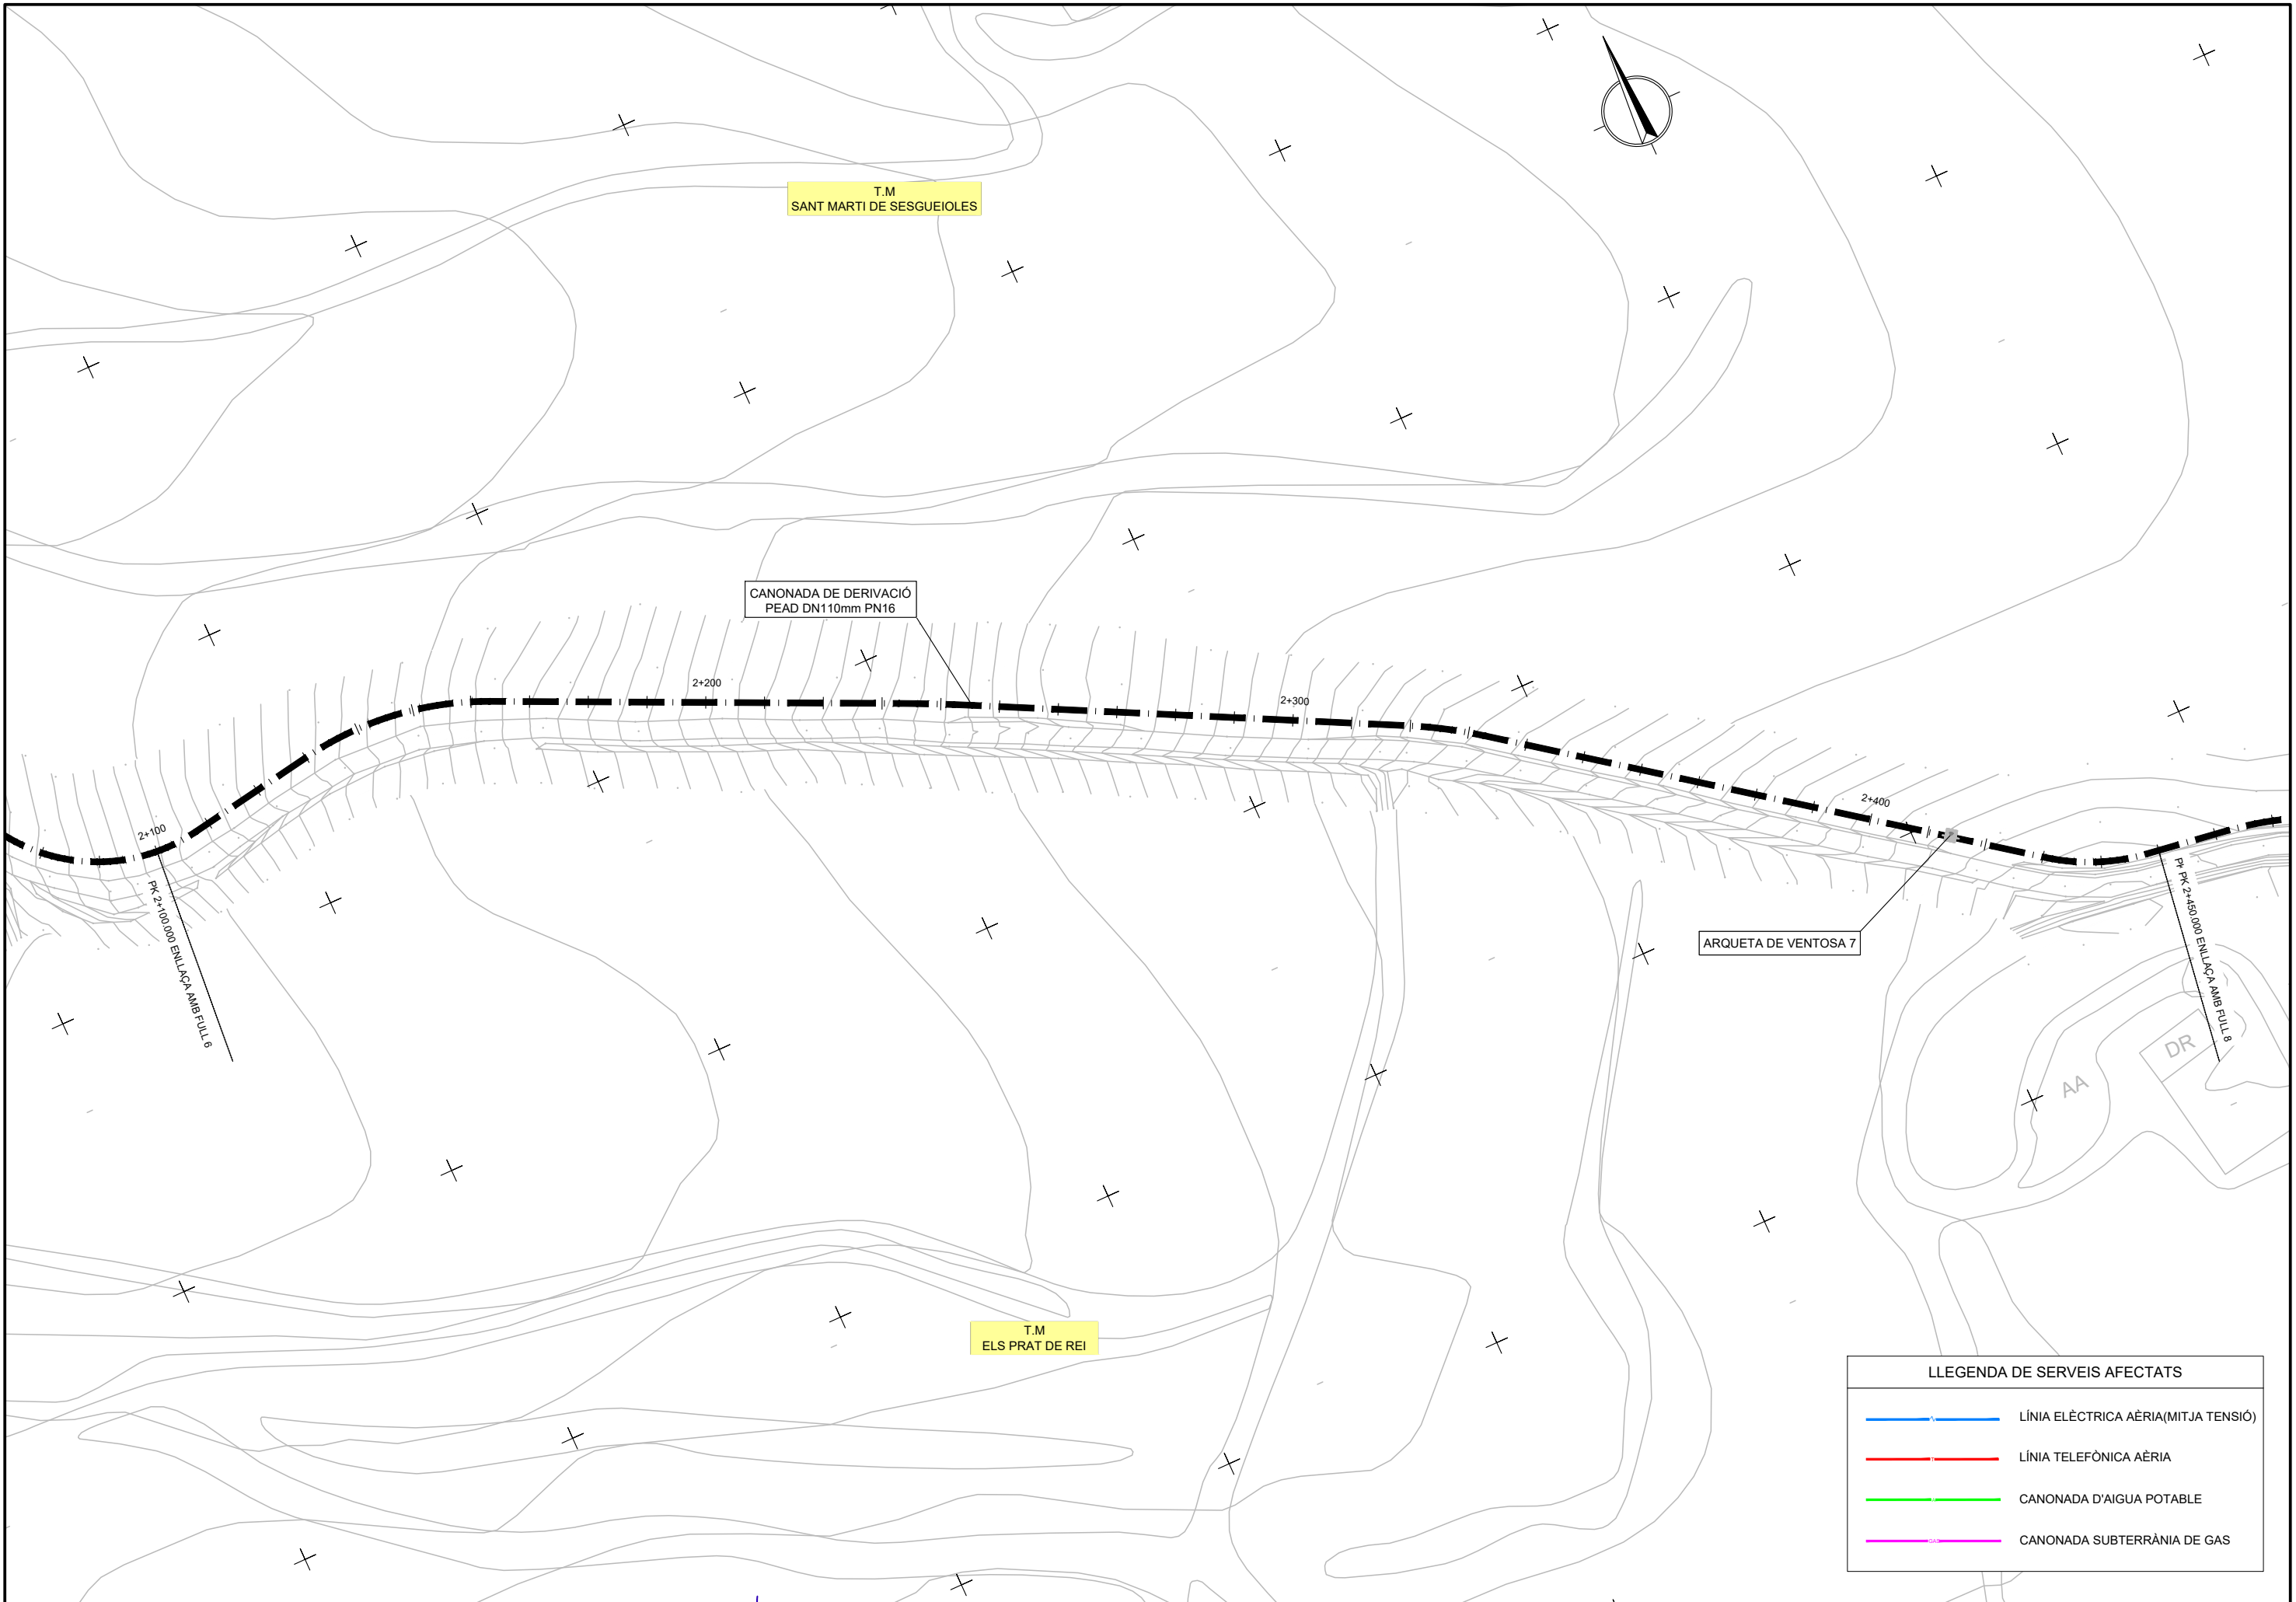 T.M
SANT MARTI DE SESGUEIOLES
CANONADA DE DERIVACIÓ
PEAD DN110mm PN16
2+200
2+300
2+100
2+400
PK 2+100.000 ENLLAÇA AMB FULL 6
PK 2+450.000 ENLLAÇA AMB FULL 8
ARQUETA DE VENTOSA 7
DR
AA
T.M
ELS PRAT DE REI
LLEGENDA DE SERVEIS AFECTATS
LÍNIA ELÈCTRICA AÈRIA(MITJA TENSIÓ)
LÍNIA TELEFÒNICA AÈRIA
CANONADA D'AIGUA POTABLE
GAS
CANONADA SUBTERRÀNIA DE GAS